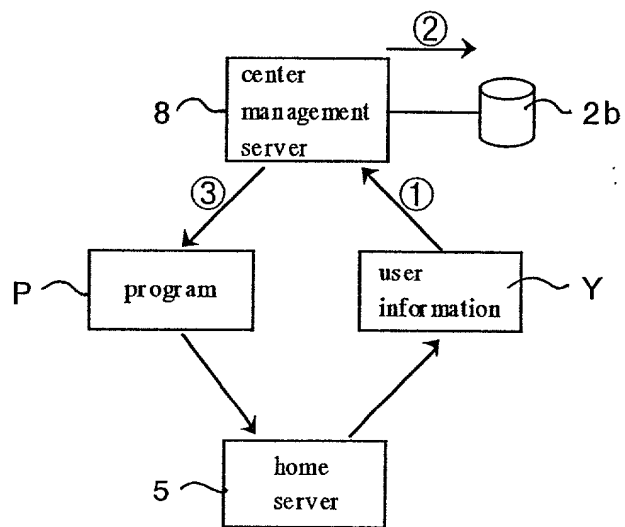 ②
center
management
server
8
2b
③
①
P
program
user
information
Y
home
server
5